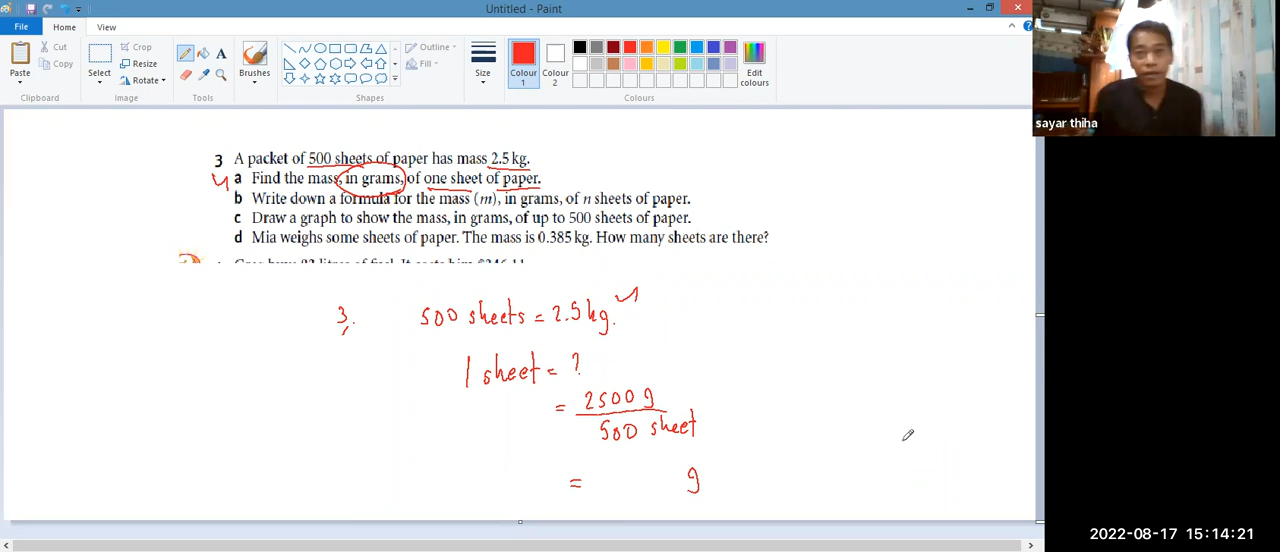 Untitled - Paint
File Home View
Cut
Copy
Paste
Clipboard
Crop
Resize
Rotate
Select
Image
Tools
Brushes
Outline
Fill
Shapes
Size
Colour 1
Colour 2
Edit colours
Colours
sayar thiha
3 A packet of 500 sheets of paper has mass 2.5 kg.
a Find the mass, in grams, of one sheet of paper.
b Write down a formula for the mass (m), in grams, of n sheets of paper.
c Draw a graph to show the mass, in grams, of up to 500 sheets of paper.
d Mia weighs some sheets of paper. The mass is 0.385 kg. How many sheets are there?
3. 500 sheets = 2.5 kg.
1 sheet = ?
= 2500 g
500 sheet
= g
2022-08-17 15:14:21